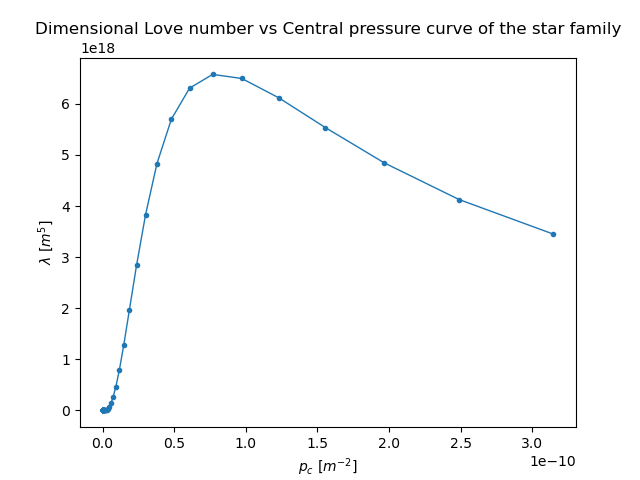 Dimensional Love number vs Central pressure curve of the star family
1e18
6
5
4
3
2
1
0
λ [m⁵]
0.0 0.5 1.0 1.5 2.0 2.5 3.0
1e−10
p_c [m⁻²]